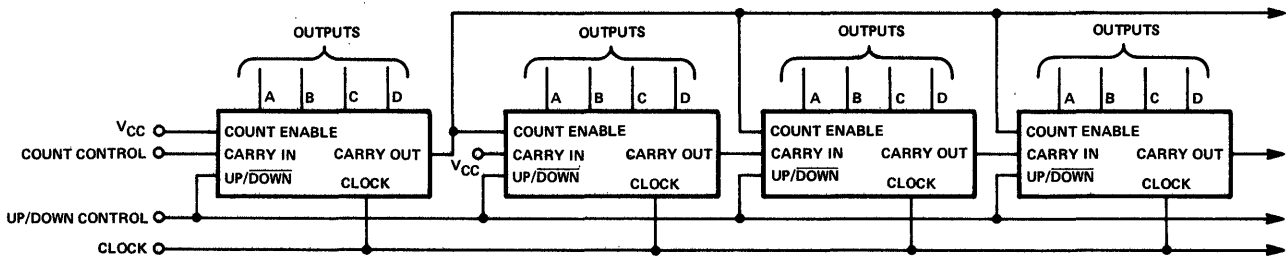 OUTPUTS OUTPUTS OUTPUTS OUTPUTS
A B C D A B C D A B C D A B C D
VCC COUNT ENABLE COUNT ENABLE COUNT ENABLE COUNT ENABLE
COUNT CONTROL CARRY IN CARRY OUT VCC CARRY IN CARRY OUT CARRY IN CARRY OUT CARRY IN CARRY OUT
UP/DOWN UP/DOWN UP/DOWN UP/DOWN
CLOCK CLOCK CLOCK CLOCK
UP/DOWN CONTROL
CLOCK